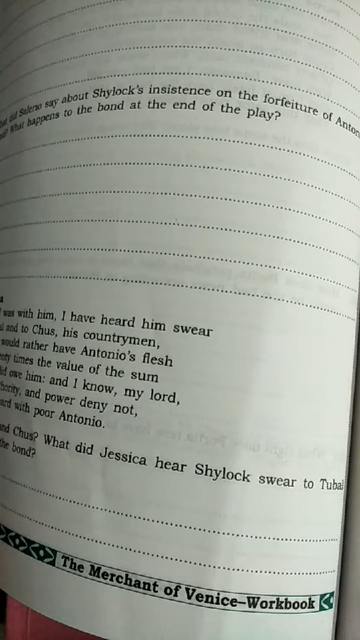 did Salerio say about Shylock's insistence on the forfeiture of
What happens to the bond at the end of the play?
was with him, I have heard him swear
and to Chus, his countrymen,
would rather have Antonio's flesh
times the value of the sum
owe him: and I know, my lord,
and power deny not,
with poor Antonio.
and Chus? What did Jessica hear Shylock swear to Tubal
the bond?
The Merchant of Venice–Workbook